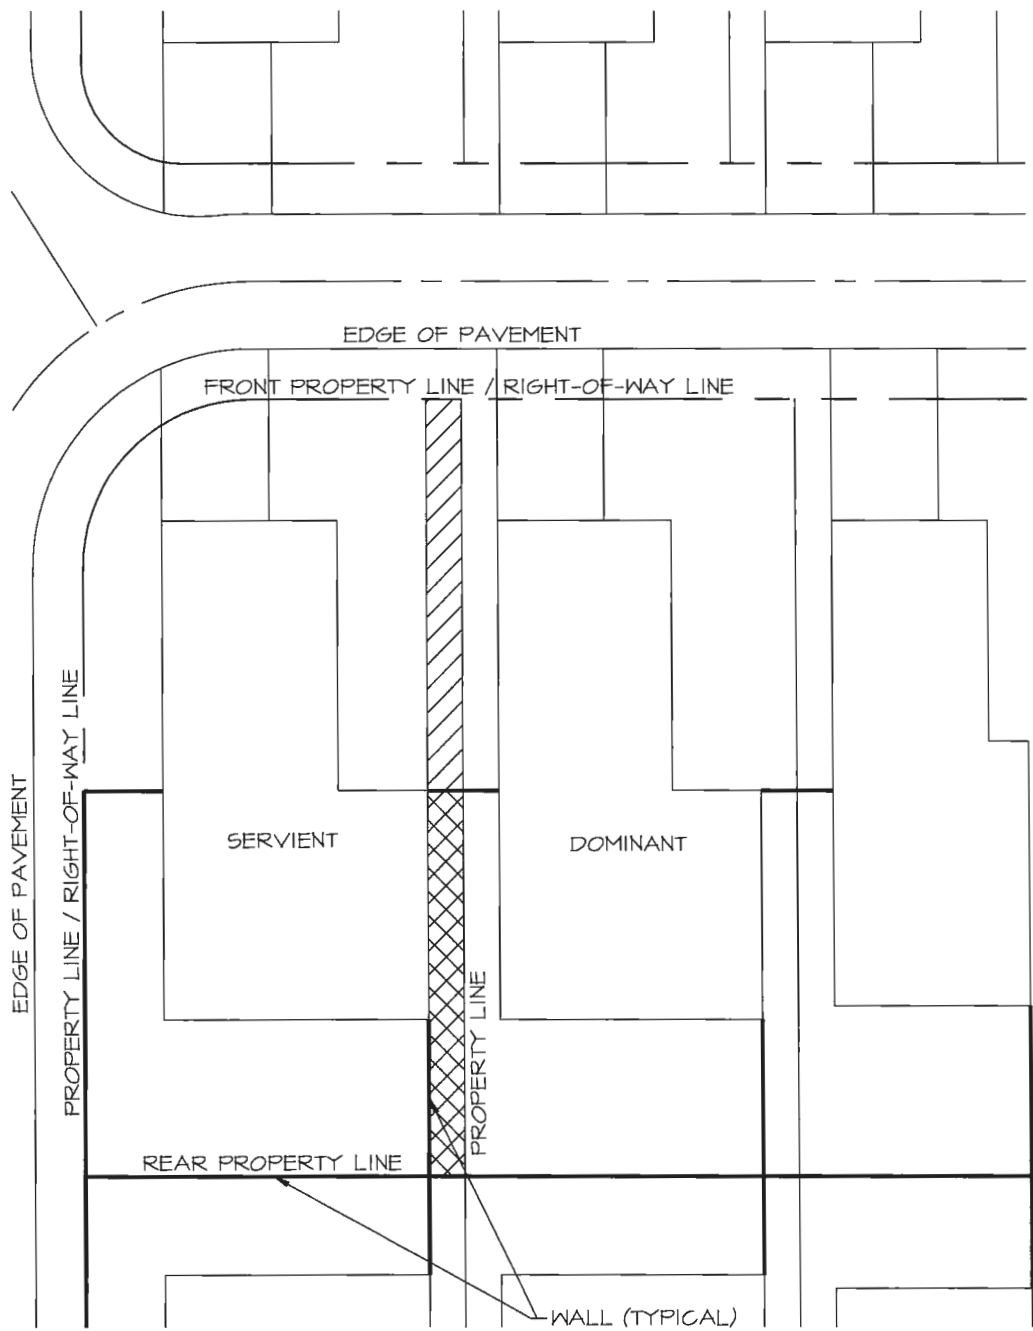 EDGE OF PAVEMENT
FRONT PROPERTY LINE / RIGHT-OF-WAY LINE
EDGE OF PAVEMENT
PROPERTY LINE / RIGHT-OF-WAY LINE
SERVIENT
DOMINANT
PROPERTY LINE
REAR PROPERTY LINE
WALL (TYPICAL)